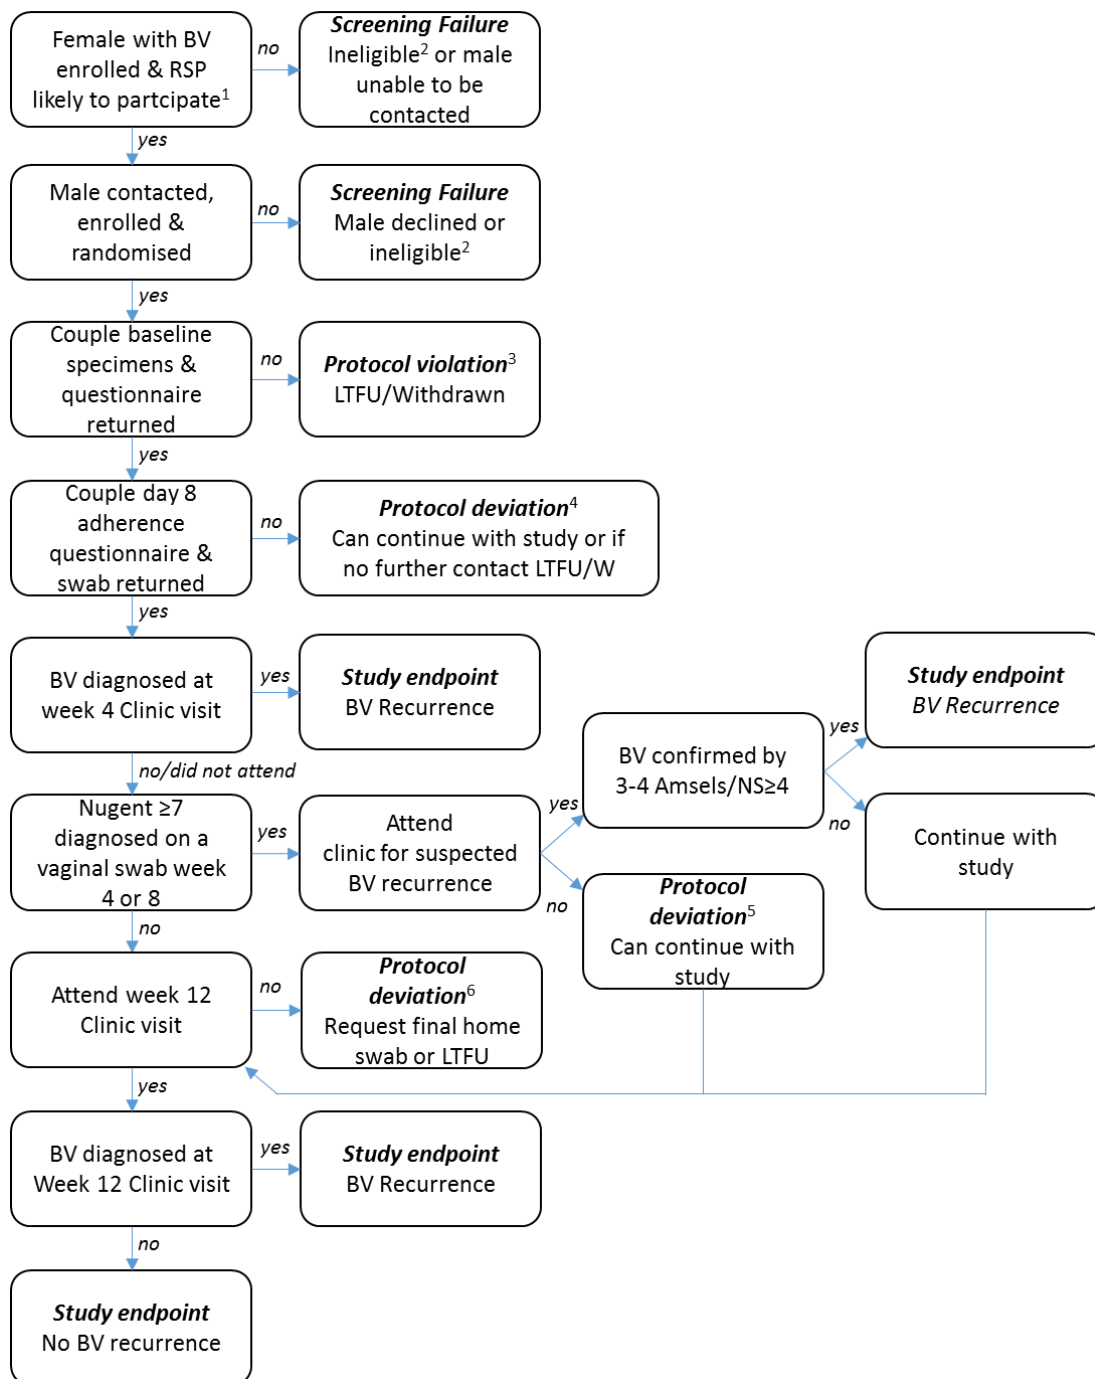 Female with BV
enrolled & RSP
likely to partcipate1
no
Screening Failure
Ineligible2 or male
unable to be
contacted
yes
Male contacted,
enrolled &
randomised
no
Screening Failure
Male declined or
ineligible2
yes
Couple baseline
specimens &
questionnaire
returned
no
Protocol violation3
LTFU/Withdrawn
yes
Couple day 8
adherence
questionnaire &
swab returned
no
Protocol deviation4
Can continue with study or if
no further contact LTFU/W
yes
BV diagnosed at
week 4 Clinic visit
yes
Study endpoint
BV Recurrence
no/did not attend
Nugent ≥7
diagnosed on a
vaginal swab week
4 or 8
yes
Attend
clinic for suspected
BV recurrence
yes
BV confirmed by
3-4 Amsels/NS≥4
yes
Study endpoint
BV Recurrence
no
Continue with
study
no
Protocol
deviation5
Can continue with
study
no
Attend week 12
Clinic visit
no
Protocol
deviation6
Request final home
swab or LTFU
yes
BV diagnosed at
Week 12 Clinic visit
yes
Study endpoint
BV Recurrence
no
Study endpoint
No BV recurrence